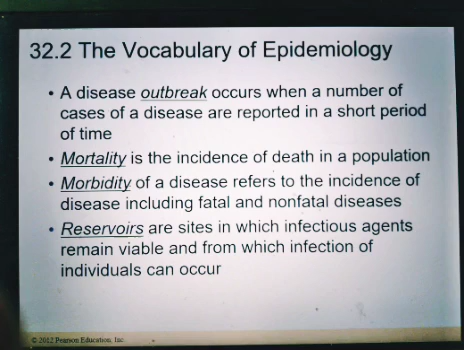 32.2 The Vocabulary of Epidemiology
• A disease outbreak occurs when a number of
cases of a disease are reported in a short period
of time
• Mortality is the incidence of death in a population
• Morbidity of a disease refers to the incidence of
disease including fatal and nonfatal diseases
• Reservoirs are sites in which infectious agents
remain viable and from which infection of
individuals can occur
© 2012 Pearson Education, Inc.